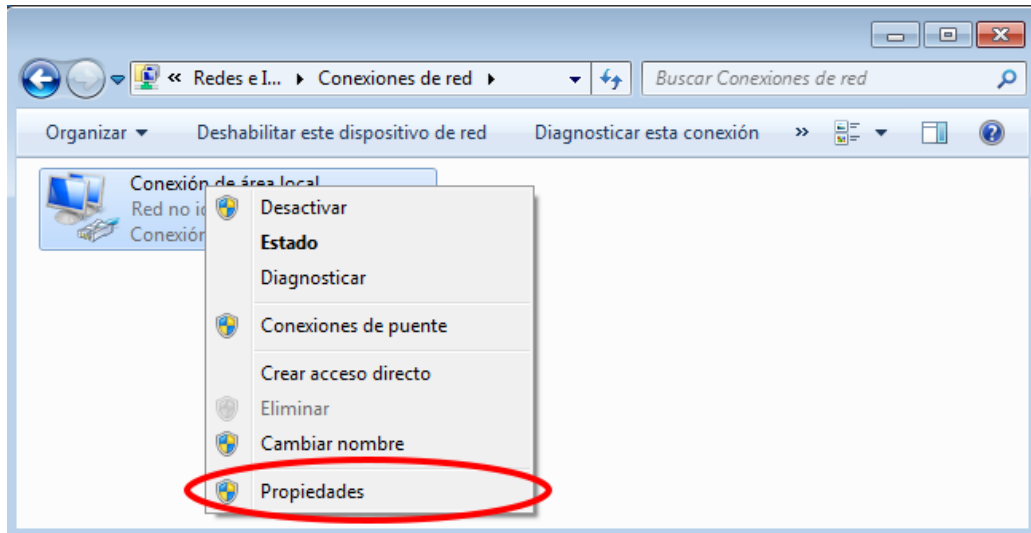 « Redes e I... ▸ Conexiones de red ▸
Buscar Conexiones de red
Organizar Deshabilitar este dispositivo de red Diagnosticar esta conexión »
Conexión de área local
Red no
Conexión
Desactivar
Estado
Diagnosticar
Conexiones de puente
Crear acceso directo
Eliminar
Cambiar nombre
Propiedades